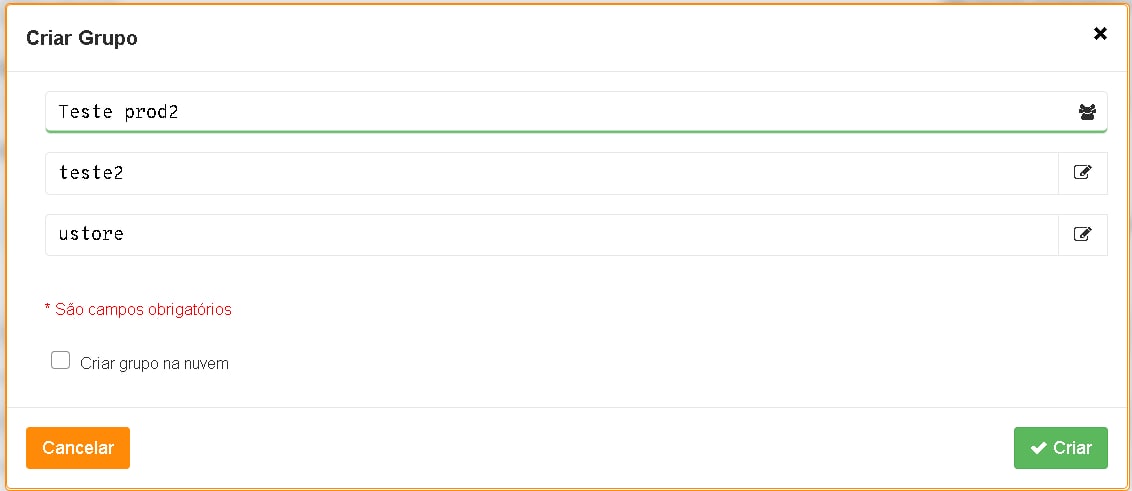 Criar Grupo
Teste prod2
teste2
ustore
* São campos obrigatórios
Criar grupo na nuvem
Cancelar
Criar